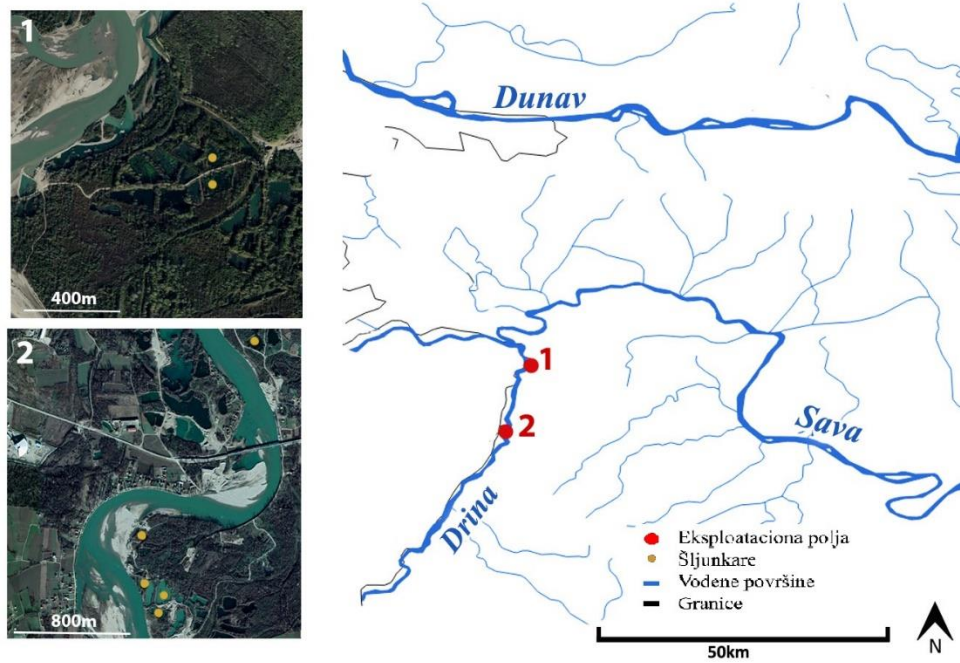 1
400m
2
800m
Dunav
1
2
Sava
Drina
Eksploataciona polja
Šljunkare
Vodene površine
Granice
50km
N